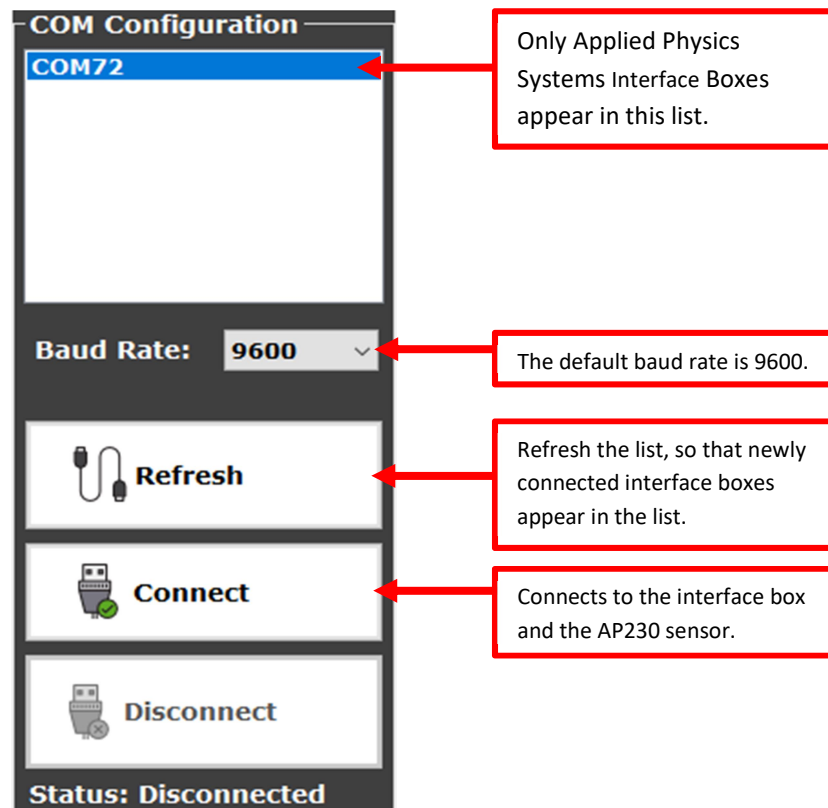 COM Configuration
COM72
Only Applied Physics
Systems Interface Boxes
appear in this list.
Baud Rate:
9600
The default baud rate is 9600.
Refresh
Refresh the list, so that newly
connected interface boxes
appear in the list.
Connect
Connects to the interface box
and the AP230 sensor.
Disconnect
Status: Disconnected